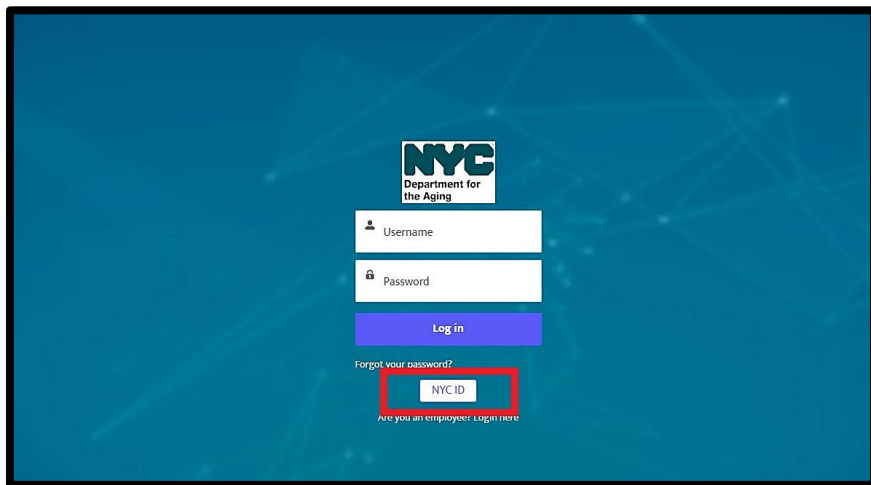 NYC
Department for
the Aging
Username
Password
Log in
Forgot your password?
NYC ID
Are you an employee? Login here